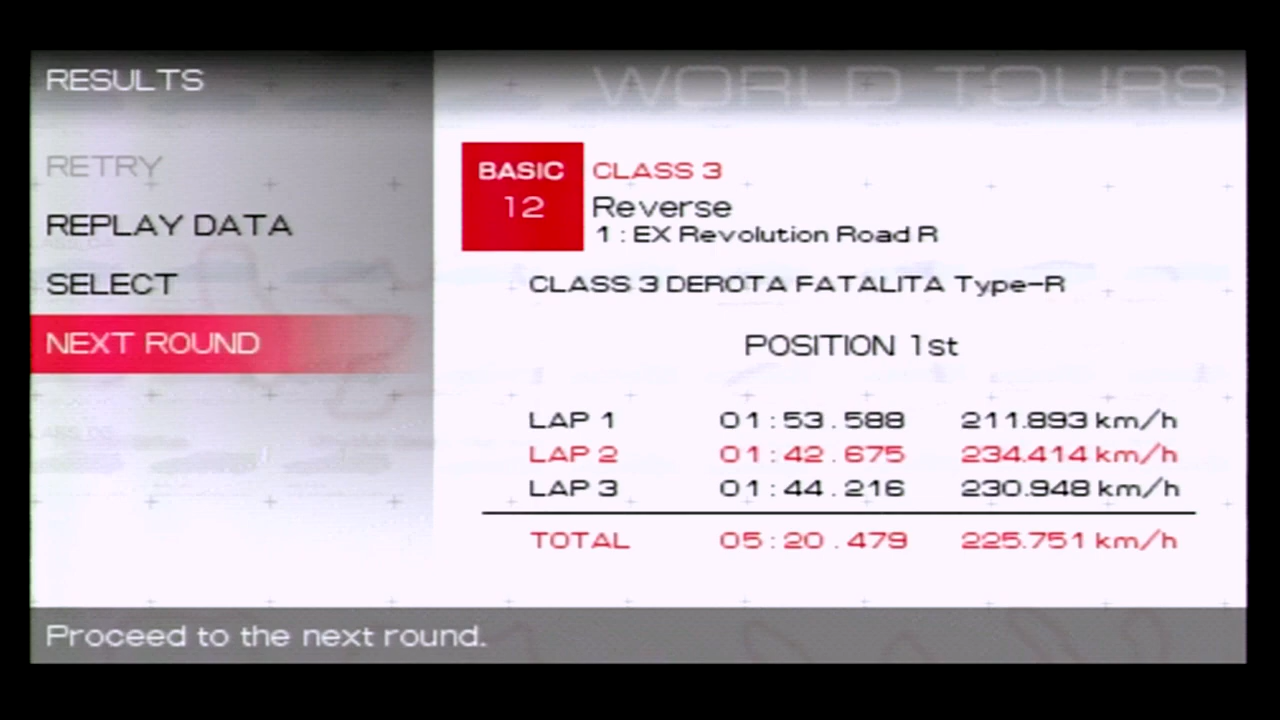 RESULTS
WORLD TOURS
RETRY
REPLAY DATA
SELECT
NEXT ROUND
BASIC
12
CLASS 3
Reverse
1 : EX Revolution Road R
CLASS 3 DEROTA FATALITA Type-R
POSITION 1st
LAP 1 01:53.588 211.893 km/h
LAP 2 01:42.675 234.414 km/h
LAP 3 01:44.216 230.948 km/h
TOTAL 05:20.479 225.751 km/h
Proceed to the next round.